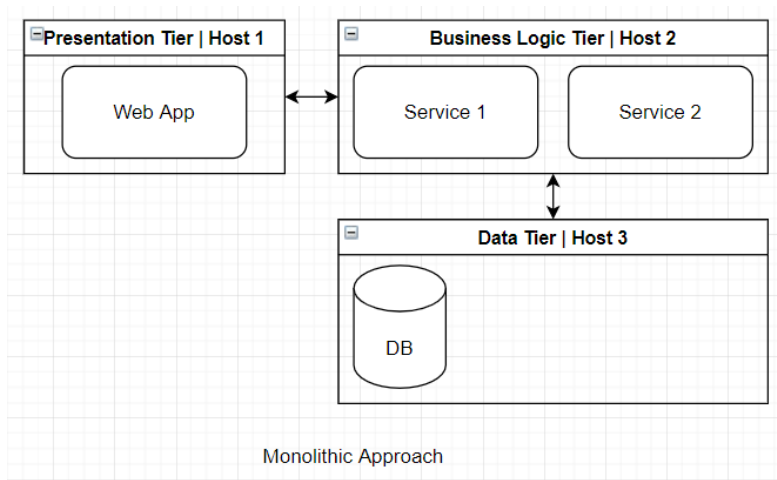 Presentation Tier | Host 1
Business Logic Tier | Host 2
Web App
Service 1
Service 2
Data Tier | Host 3
DB
Monolithic Approach